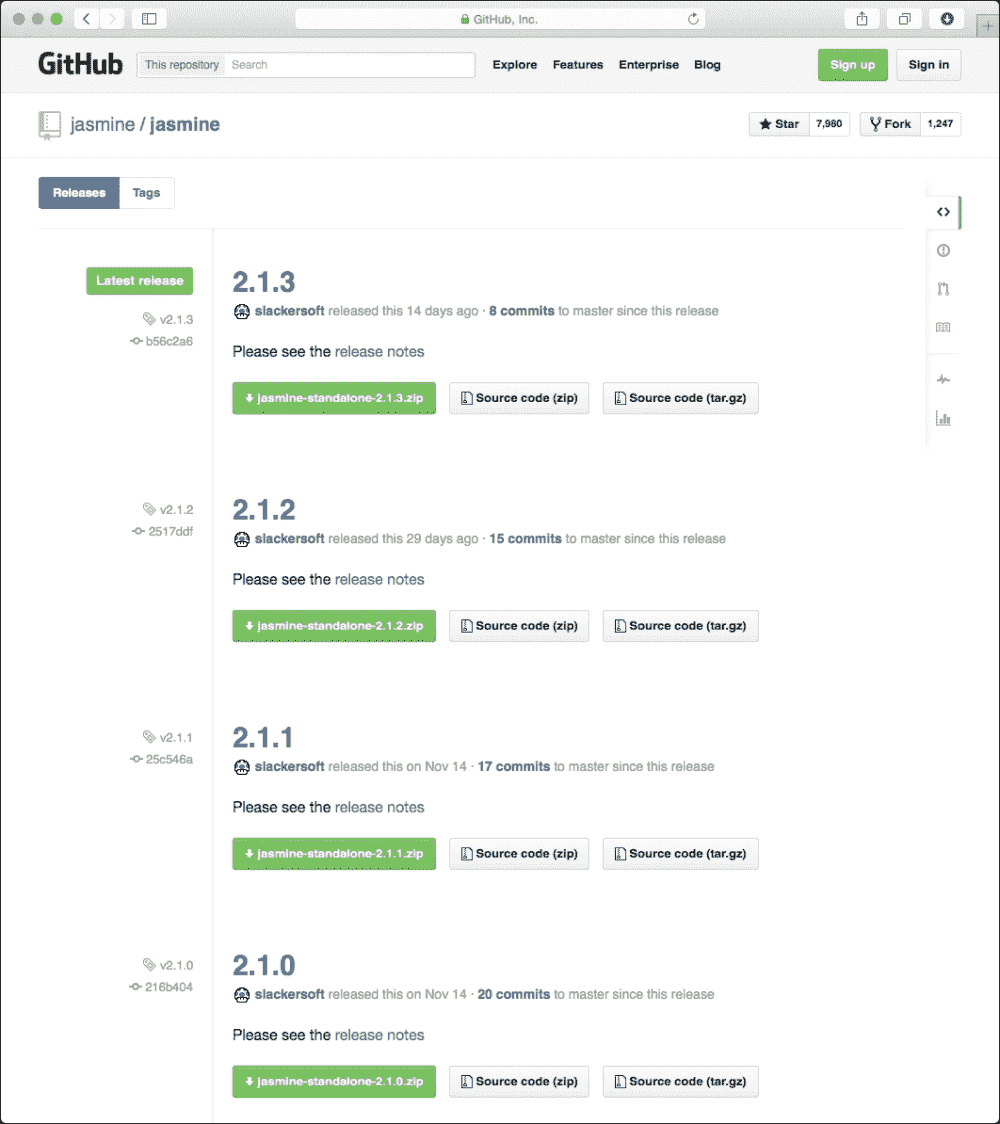 GitHub, Inc.
GitHub This repository Search Explore Features Enterprise Blog Sign up Sign in
jasmine / jasmine Star 7,980 Fork 1,247
Releases Tags
Latest release
v2.1.3
b56c2a6
2.1.3
slackersoft released this 14 days ago · 8 commits to master since this release
Please see the release notes
jasmine-standalone-2.1.3.zip Source code (zip) Source code (tar.gz)
v2.1.2
2517ddf
2.1.2
slackersoft released this 29 days ago · 15 commits to master since this release
Please see the release notes
jasmine-standalone-2.1.2.zip Source code (zip) Source code (tar.gz)
v2.1.1
25c546a
2.1.1
slackersoft released this on Nov 14 · 17 commits to master since this release
Please see the release notes
jasmine-standalone-2.1.1.zip Source code (zip) Source code (tar.gz)
v2.1.0
216b404
2.1.0
slackersoft released this on Nov 14 · 20 commits to master since this release
Please see the release notes
jasmine-standalone-2.1.0.zip Source code (zip) Source code (tar.gz)